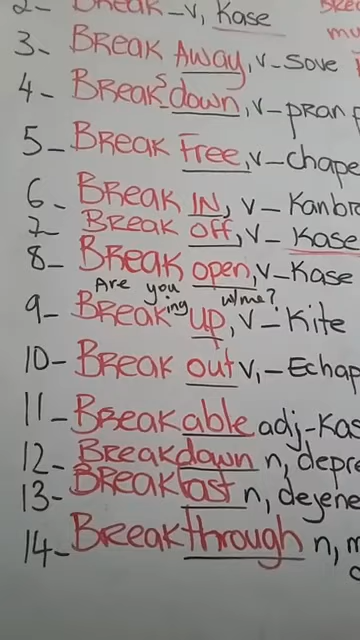 2- Break -v, Kase
3- Break Away, v-sove
4- Breaks down, v-pran
5- Break Free, v-chape
6- Break IN, v-Kanbr
7- Break off, v- Kase
8- Break open, v-Kase
Are you w/me?
9- Breaking up, v-Kite
10- Break out v,-Echap
11- Breakable adj-Kas
12- Breakdown n, depre
13- Breakfast n, dejene
14- Breakthrough n, m